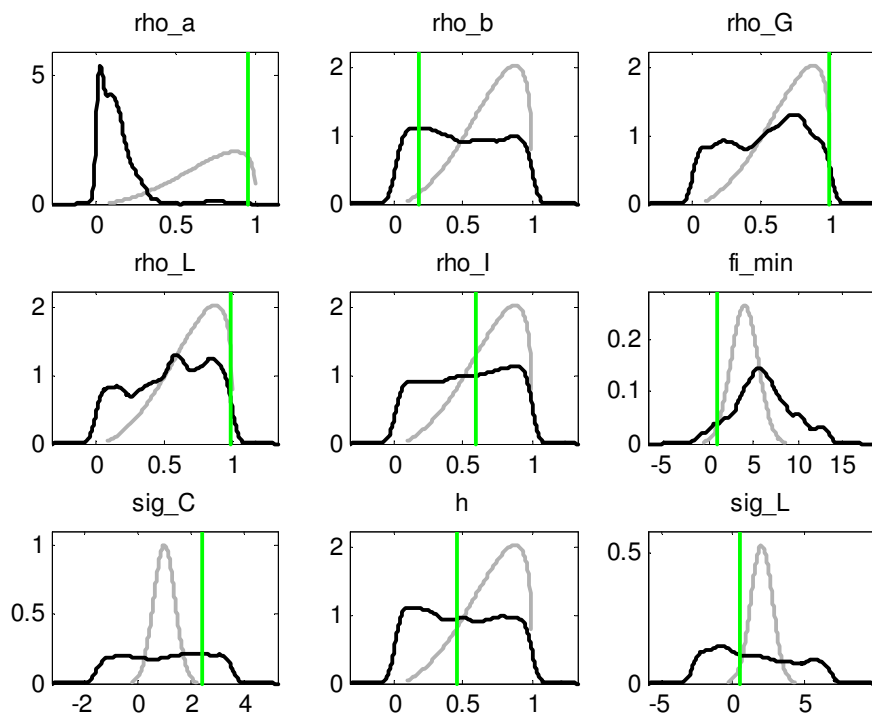 rho_a rho_b rho_G
5 2 2
1 1
0 0 0
0 0.5 1 0 0.5 1 0 0.5 1
rho_L rho_I fi_min
2 2 0.2
1 1 0.1
0 0 0
0 0.5 1 0 0.5 1 -5 0 5 10 15
sig_C h sig_L
1 2 0.5
0.5 1
0 0 0
-2 0 2 4 0 0.5 1 -5 0 5